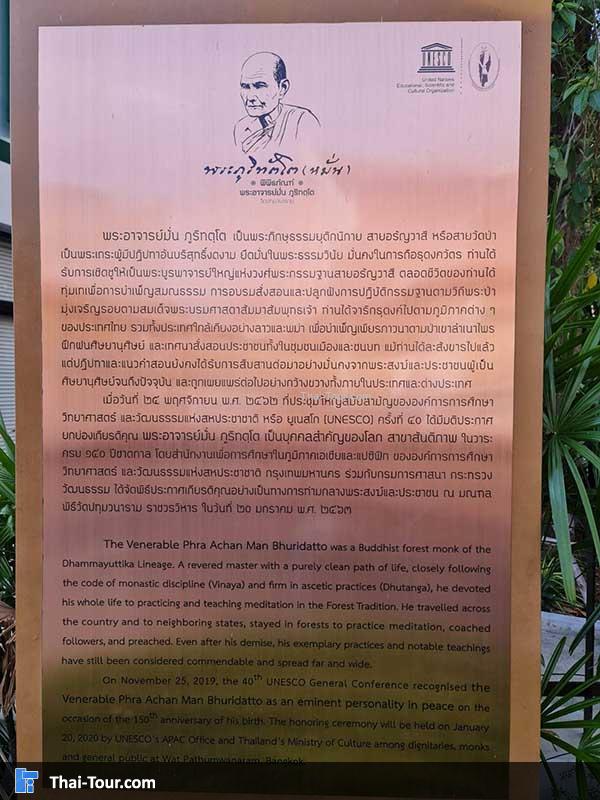 UNESCO
United Nations
Educational, Scientific and
Cultural Organization
พระภูริทัตโต (หมั่น)
พิพิธภัณฑ์
พระอาจารย์มั่น ภูริทตฺโต
พระอาจารย์มั่น ภูริทตฺโต เป็นพระภิกษุธรรมยุติกนิกาย สายอรัญวาสี หรือสายวัดป่า
เป็นพระเถระผู้มีปฏิปทาอันบริสุทธิ์งดงาม ยึดมั่นในพระธรรมวินัย มั่นคงในการถือธุดงควัตร ท่านได้
รับการเชิดชูให้เป็นพระบูรพาจารย์ใหญ่แห่งวงศ์พระกรรมฐานสายอรัญวาสี ตลอดชีวิตของท่านได้
ทุ่มเทเพื่อการบำเพ็ญสมณธรรม การอบรมสั่งสอนและปลูกฝังการปฏิบัติกรรมฐานตามวิถีพระป่า
มุ่งเจริญรอยตามสมเด็จพระบรมศาสดาสัมมาสัมพุทธเจ้า ท่านได้จาริกธุดงค์ไปตามภูมิภาคต่าง ๆ
ของประเทศไทย รวมทั้งประเทศใกล้เคียงอย่างลาวและพม่า เพื่อบำเพ็ญเพียรภาวนาตามป่าเขาลำเนาไพร
ฝึกฝนศิษยานุศิษย์ และเทศนาสั่งสอนประชาชนทั้งในชุมชนเมืองและชนบท แม้ท่านได้ละสังขารไปแล้ว
แต่ปฏิปทาและแนวคำสอนยังคงได้รับการสืบสานต่อมาอย่างมั่นคงจากพระสงฆ์และประชาชนผู้เป็น
ศิษยานุศิษย์จนถึงปัจจุบัน และถูกเผยแพร่ต่อไปอย่างกว้างขวางทั้งภายในประเทศและต่างประเทศ
เมื่อวันที่ ๒๔ พฤศจิกายน พ.ศ. ๒๔๖๒ ที่ประชุมใหญ่สมัยสามัญขององค์การการศึกษา
วิทยาศาสตร์ และวัฒนธรรมแห่งสหประชาชาติ หรือ ยูเนสโก (UNESCO) ครั้งที่ ๔๐ ได้มีมติประกาศ
ยกย่องเกียรติคุณ พระอาจารย์มั่น ภูริทตฺโต เป็นบุคคลสำคัญของโลก สาขาสันติภาพ ในวาระ
ครบ ๑๕๐ ปีชาตกาล โดยสำนักงานเพื่อการศึกษาในภูมิภาคเอเชียและแปซิฟิก ขององค์การการศึกษา
วิทยาศาสตร์ และวัฒนธรรมแห่งสหประชาชาติ กรุงเทพมหานคร ร่วมกับกรมการศาสนา กระทรวง
วัฒนธรรม ได้จัดพิธีประกาศเกียรติคุณอย่างเป็นทางการท่ามกลางพระสงฆ์และประชาชน ณ มณฑล
พิธีวัดปทุมวนาราม ราชวรวิหาร ในวันที่ ๒๐ มกราคม พ.ศ. ๒๔๖๓
The Venerable Phra Achan Man Bhuridatto was a Buddhist forest monk of the
Dhammayuttika Lineage. A revered master with a purely clean path of life, closely following
the code of monastic discipline (Vinaya) and firm in ascetic practices (Dhutanga), he devoted
his whole life to practicing and teaching meditation in the Forest Tradition. He travelled across
the country and to neighboring states, stayed in forests to practice meditation, coached
followers, and preached. Even after his demise, his exemplary practices and notable teachings
have still been considered commendable and spread far and wide.
On November 25, 2019, the 40th UNESCO General Conference recognised the
Venerable Phra Achan Man Bhuridatto as an eminent personality in peace on the
occasion of the 150th anniversary of his birth. The honoring ceremony will be held on January
20, 2020 by UNESCO's APAC Office and Thailand's Ministry of Culture among dignitaries, monks
and general public at Wat Pathumwanaram, Bangkok.
Thai-Tour.com